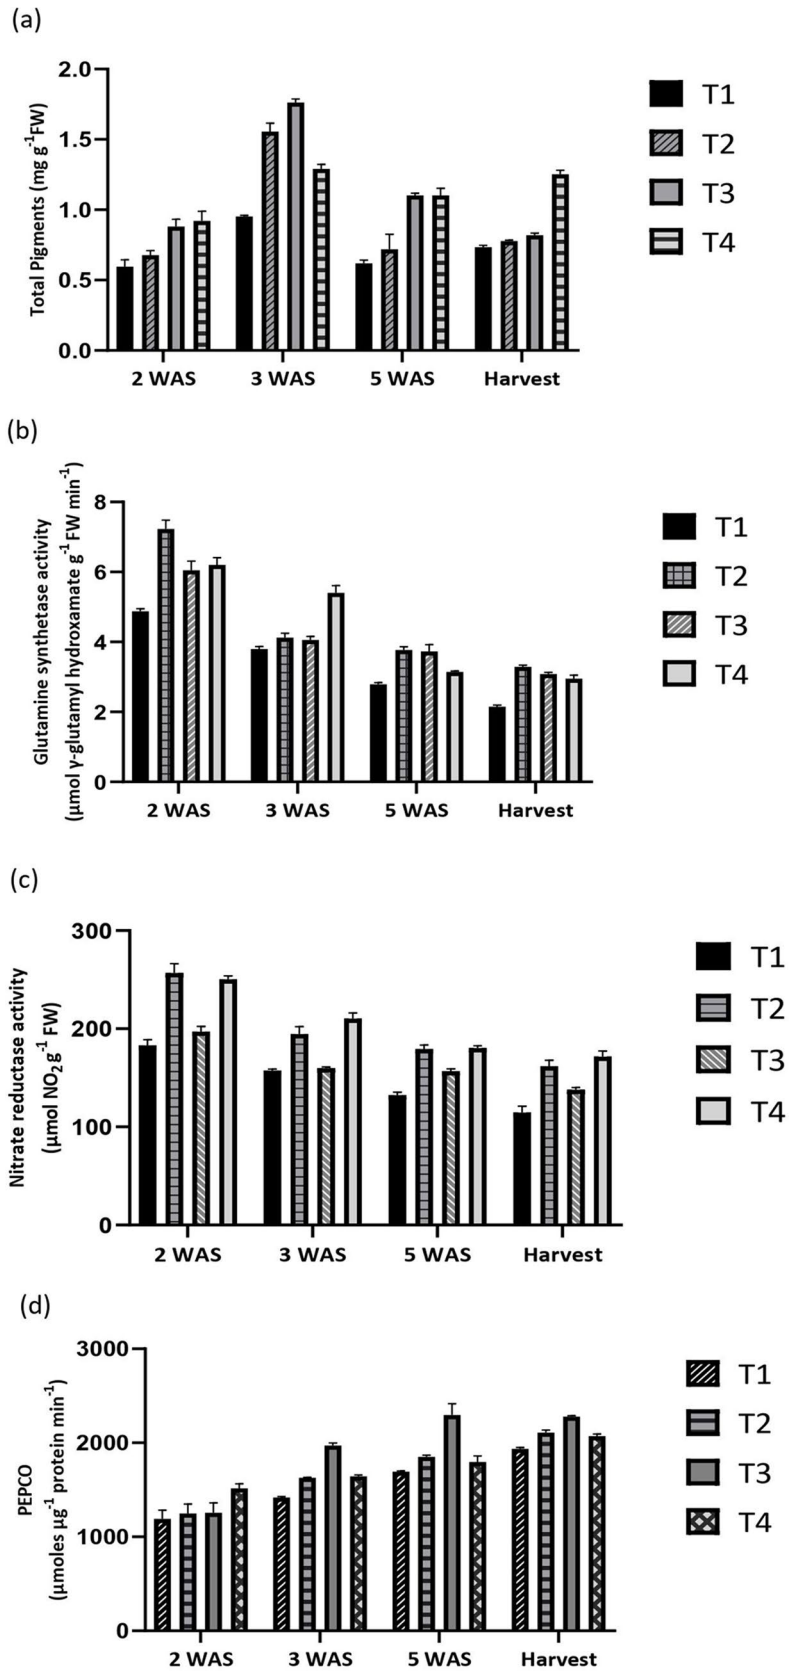 (a)
Total Pigments (mg g⁻¹FW)
2.0
1.5
1.0
0.5
0.0
2 WAS 3 WAS 5 WAS Harvest
T1
T2
T3
T4
(b)
Glutamine synthetase activity
(µmol γ-glutamyl hydroxamate g⁻¹ FW min⁻¹)
8
6
4
2
0
2 WAS 3 WAS 5 WAS Harvest
T1
T2
T3
T4
(c)
Nitrate reductase activity
(µmol NO₂ g⁻¹ FW)
300
200
100
0
2 WAS 3 WAS 5 WAS Harvest
T1
T2
T3
T4
(d)
PEPCO
(µmoles µg⁻¹ protein min⁻¹)
3000
2000
1000
0
2 WAS 3 WAS 5 WAS Harvest
T1
T2
T3
T4